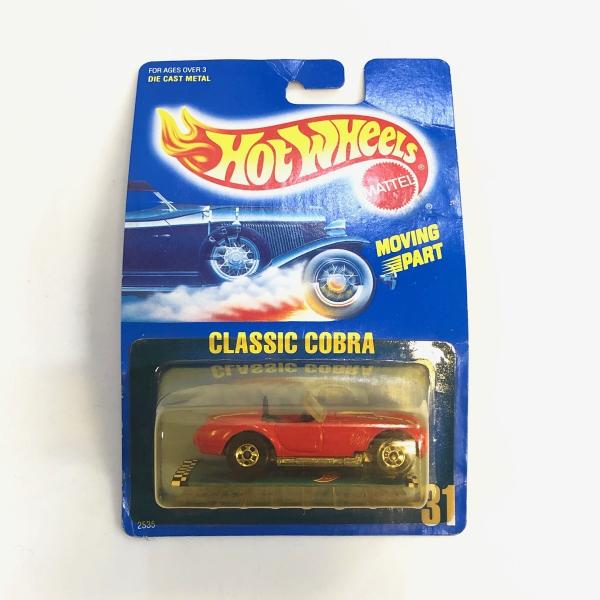 FOR AGES OVER 3
DIE CAST METAL
HOT WHEELS®
MATTEL
®
MOVING
PART
CLASSIC COBRA
CLASSIC COBRA
31
2535